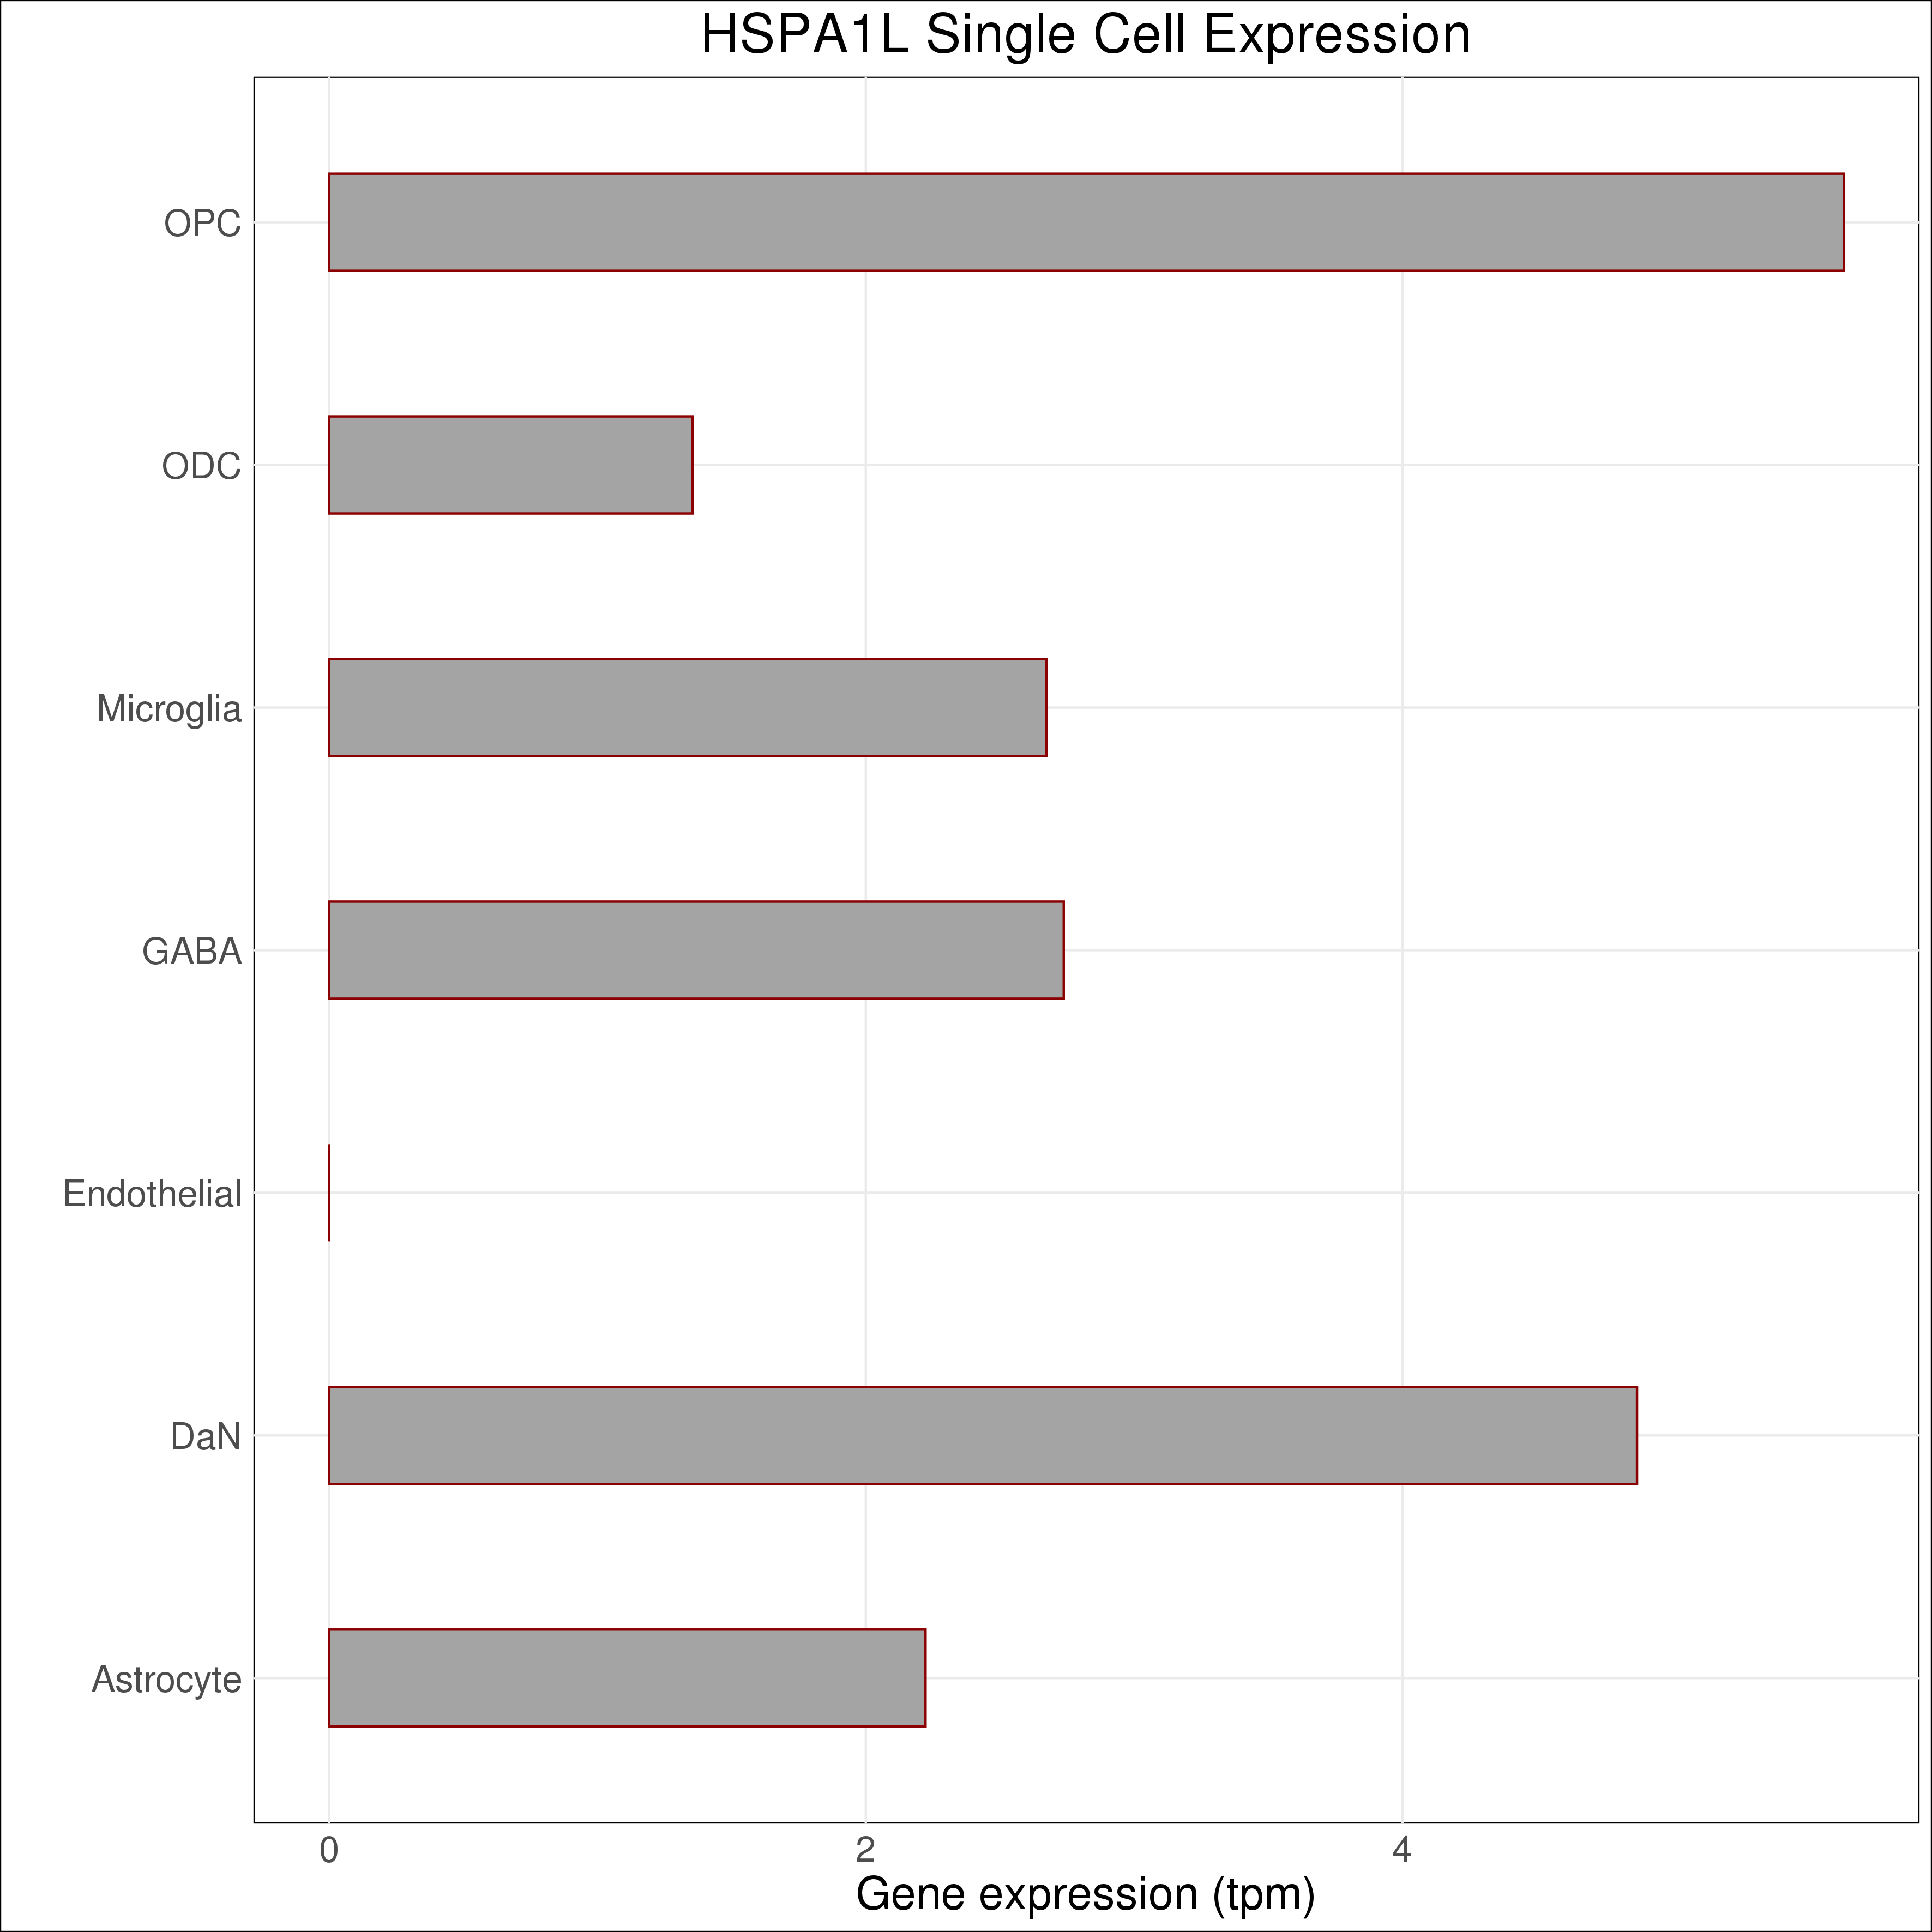 HSPA1L Single Cell Expression
OPC
ODC
Microglia
GABA
Endothelial
DaN
Astrocyte
0 2 4
Gene expression (tpm)